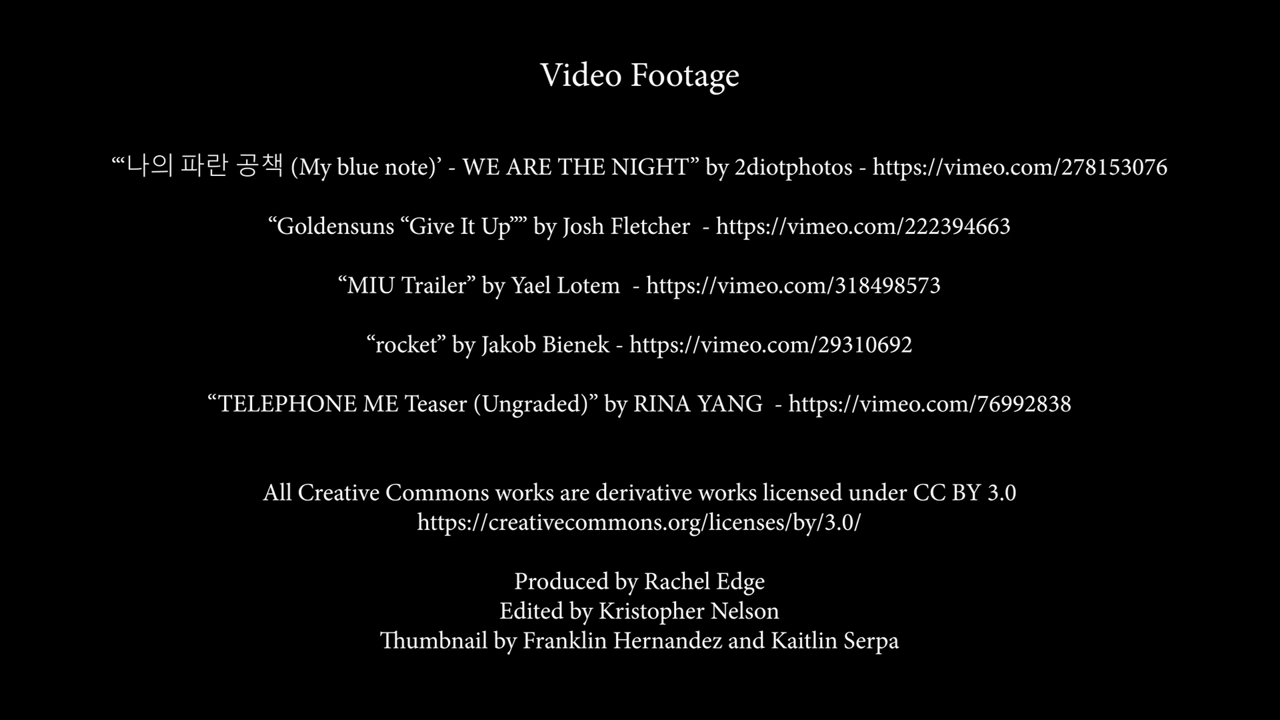 Video Footage
“‘나의 파란 공책 (My blue note)’ - WE ARE THE NIGHT” by 2diotphotos - https://vimeo.com/278153076
“Goldensuns “Give It Up”” by Josh Fletcher  - https://vimeo.com/222394663
“MIU Trailer” by Yael Lotem  - https://vimeo.com/318498573
“rocket” by Jakob Bienek - https://vimeo.com/29310692
“TELEPHONE ME Teaser (Ungraded)” by RINA YANG  - https://vimeo.com/76992838
All Creative Commons works are derivative works licensed under CC BY 3.0
https://creativecommons.org/licenses/by/3.0/
Produced by Rachel Edge
Edited by Kristopher Nelson
Thumbnail by Franklin Hernandez and Kaitlin Serpa